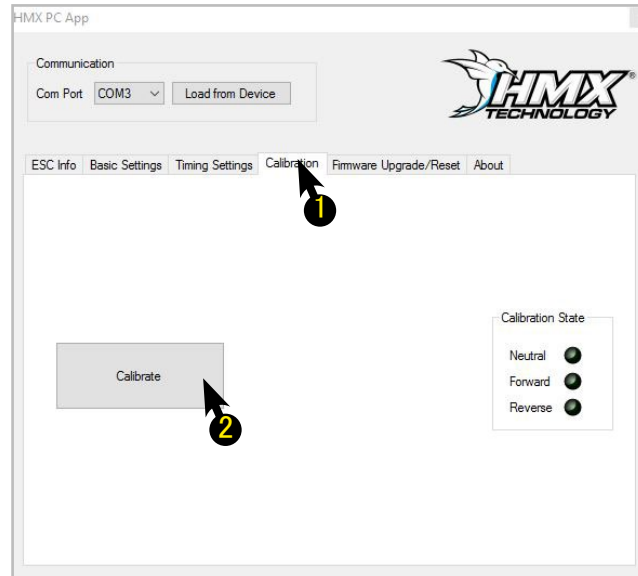 HMX PC App
Communication
Com Port COM3 Load from Device
HMX®
TECHNOLOGY
ESC Info Basic Settings Timing Settings Calibration Firmware Upgrade/Reset About
1
Calibration State
Neutral
Calibrate
Forward
Reverse
2